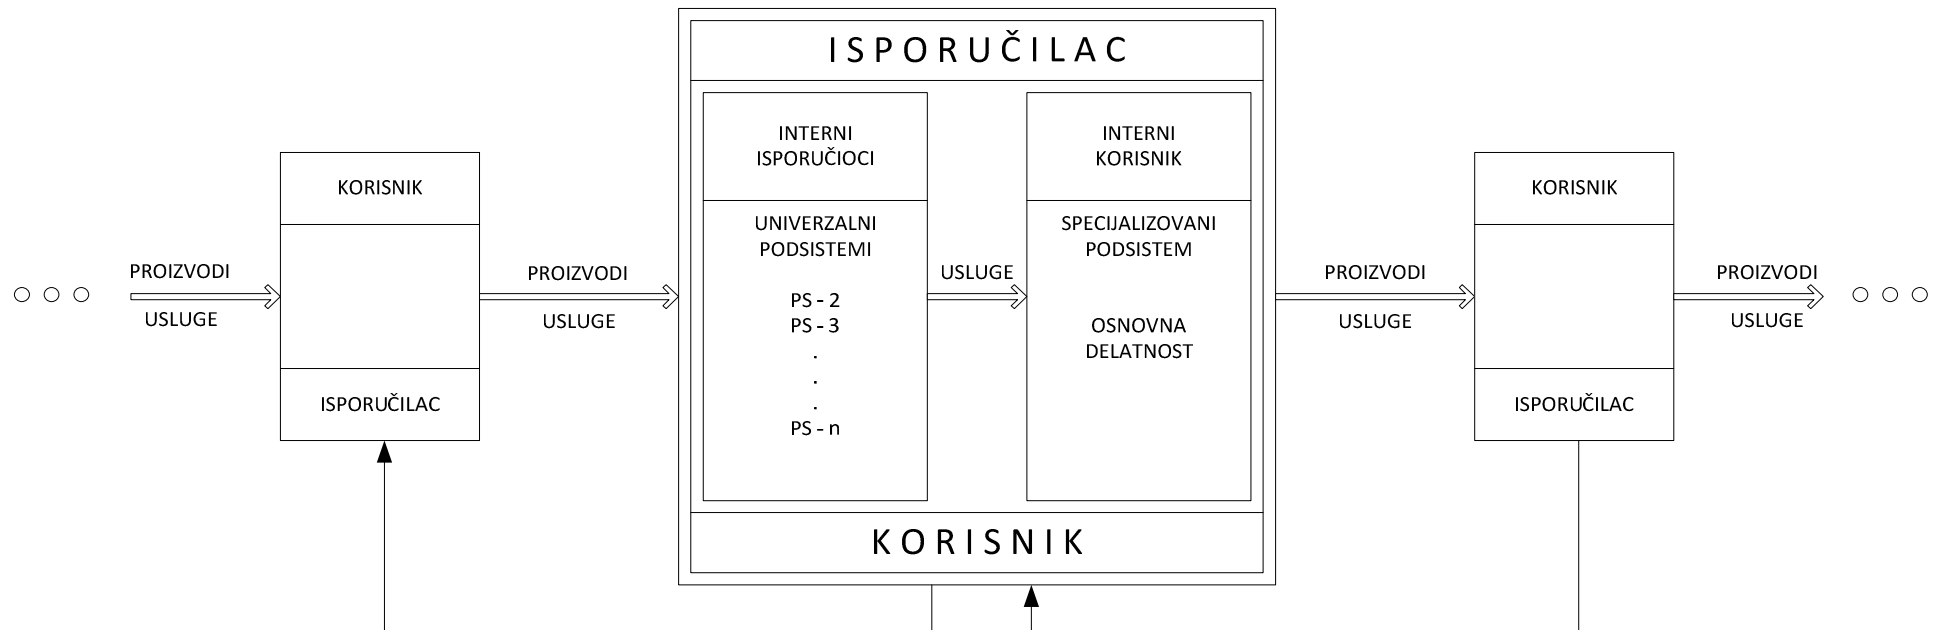 PROIZVODI
USLUGE
KORISNIK
ISPORUČILAC
PROIZVODI
USLUGE
ISPORUČILAC
INTERNI
ISPORUČIOCI
UNIVERZALNI
PODSISTEMI
PS - 2
PS - 3
.
.
.
PS - n
USLUGE
INTERNI
KORISNIK
SPECIJALIZOVANI
PODSISTEM
OSNOVNA
DELATNOST
KORISNIK
PROIZVODI
USLUGE
KORISNIK
ISPORUČILAC
PROIZVODI
USLUGE